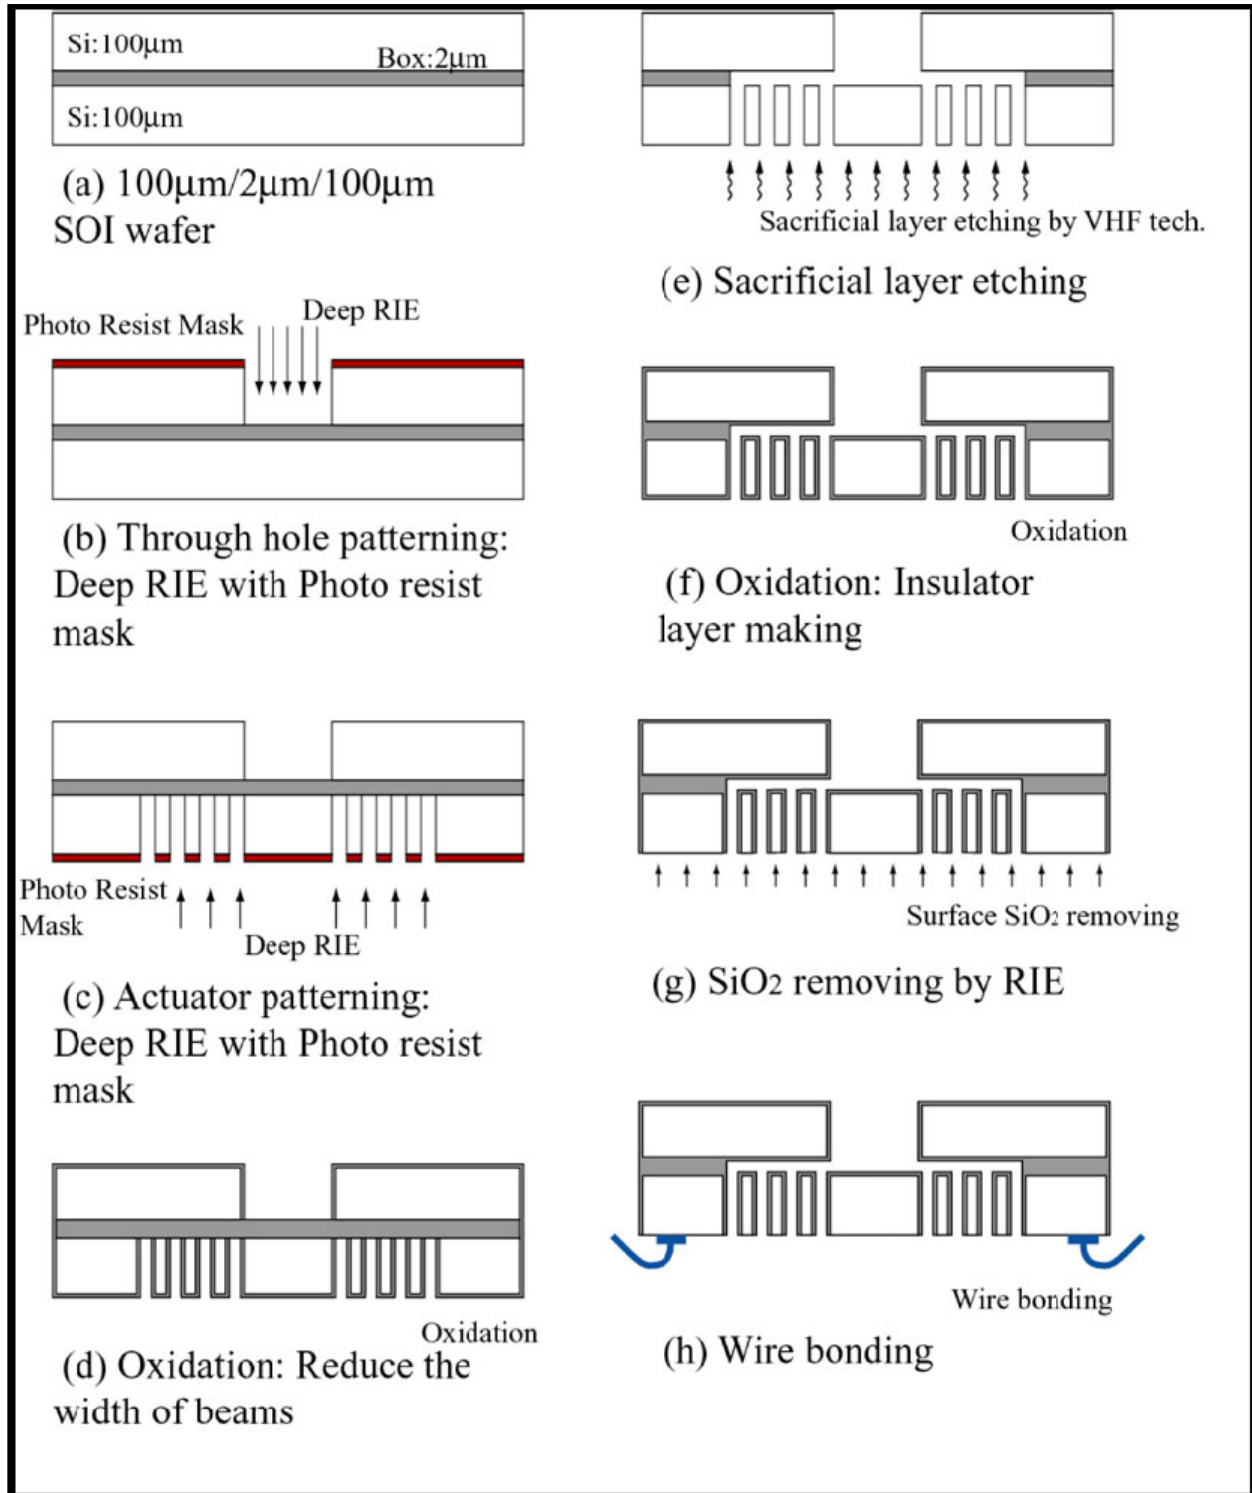 Si:100μm
Box:2μm
Si:100μm
(a) 100μm/2μm/100μm
SOI wafer
Photo Resist Mask
Deep RIE
(b) Through hole patterning:
Deep RIE with Photo resist
mask
Photo Resist
Mask
Deep RIE
(c) Actuator patterning:
Deep RIE with Photo resist
mask
Oxidation
(d) Oxidation: Reduce the
width of beams
Sacrificial layer etching by VHF tech.
(e) Sacrificial layer etching
Oxidation
(f) Oxidation: Insulator
layer making
Surface SiO2 removing
(g) SiO2 removing by RIE
Wire bonding
(h) Wire bonding